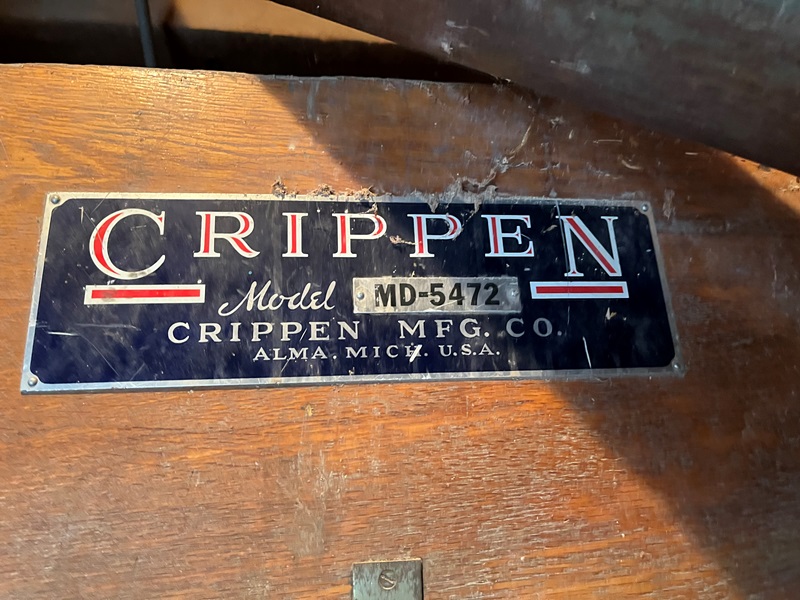 CRIPPEN
Model MD-5472
CRIPPEN MFG. CO.
ALMA. MICH. U.S.A.